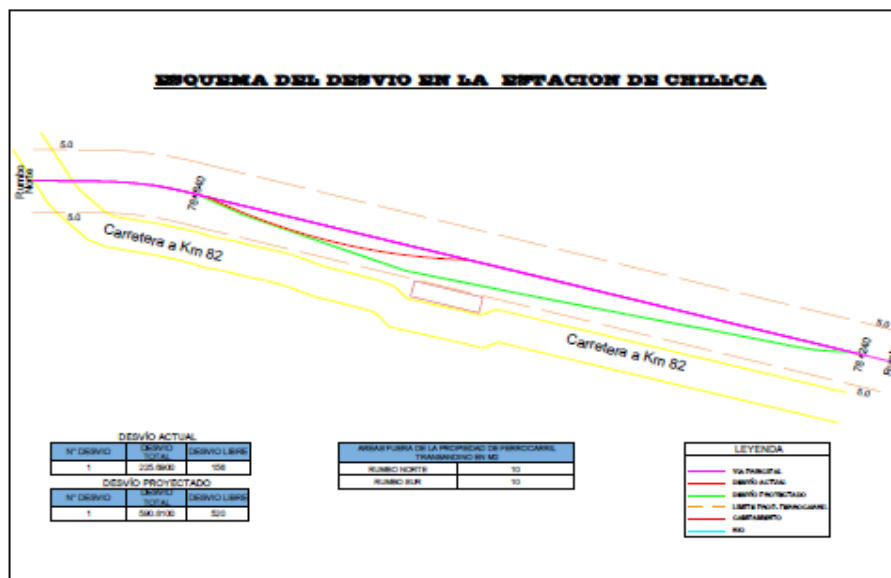 ESQUEMA DEL DESVIO EN LA ESTACION DE CHILLCA
5.0
Rumbo
Norte
78+840
5.0
Carretera a Km 82
Carretera a Km 82
5.0
78+240
5.0
DESVÍO ACTUAL
N° DESVIO DESVIO TOTAL DESVIO LIBRE
1 225.6900 156
DESVÍO PROYECTADO
N° DESVIO DESVIO TOTAL DESVIO LIBRE
1 590.8100 520
AREAS FUERA DE LA PROPIEDAD DE FERROCARRIL
TRANSANDINO EN M2
RUMBO NORTE 10
RUMBO SUR 10
LEYENDA
VIA PRINCIPAL
DESVÍO ACTUAL
DESVÍO PROYECTADO
LIMITE PROP. FERROCARRIL
RIO